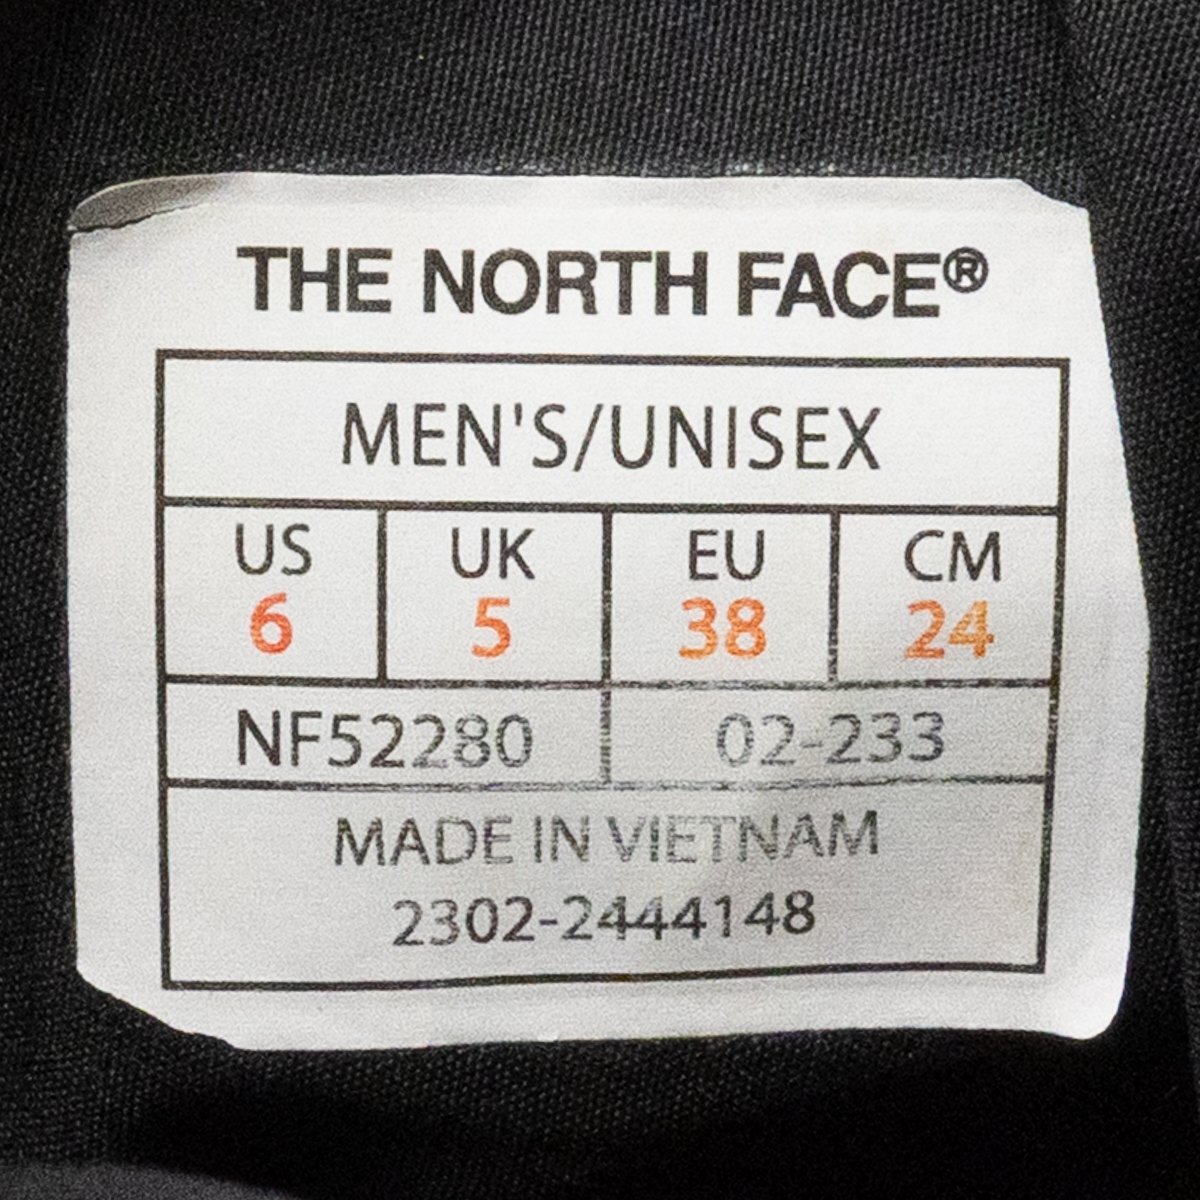 THE NORTH FACE®
MEN'S/UNISEX
US UK EU CM
6 5 38 24
NF52280 02-233
MADE IN VIETNAM
2302-2444148